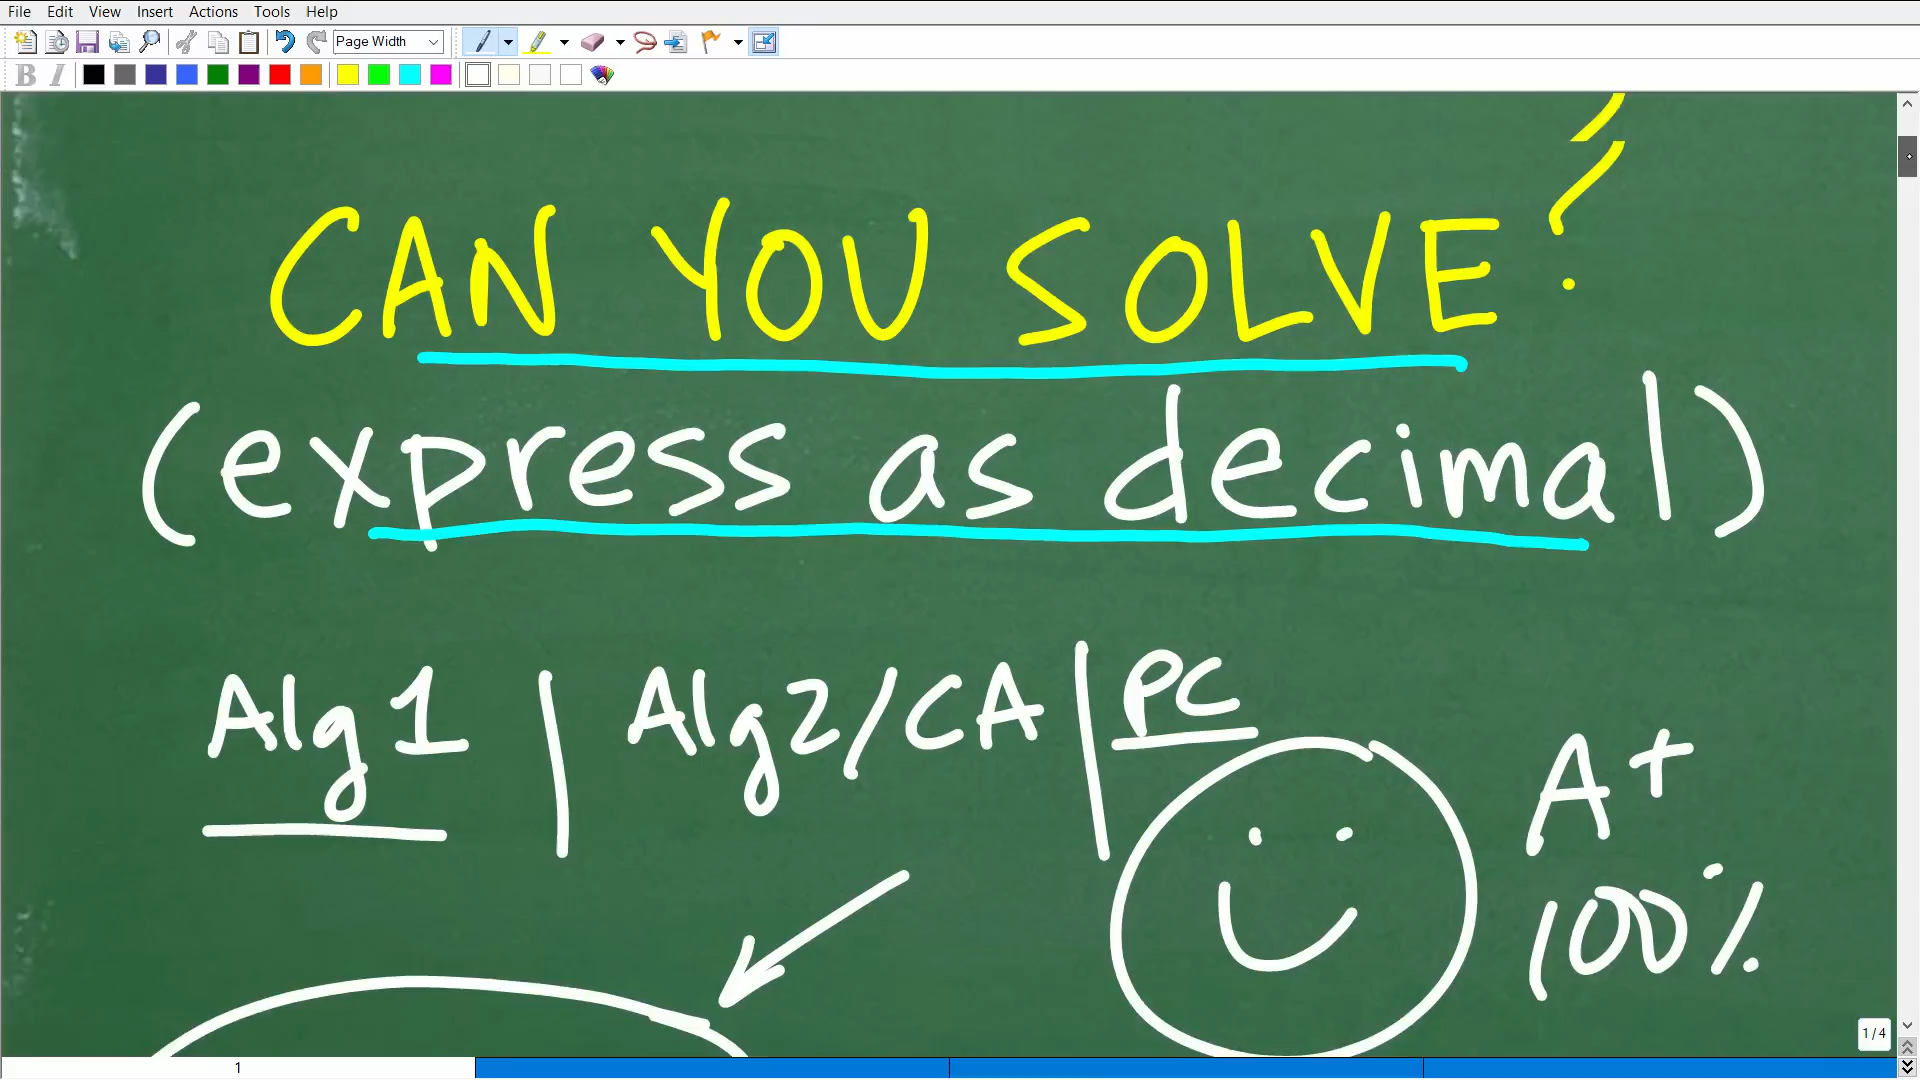 File Edit View Insert Actions Tools Help
Page Width
B I
CAN YOU SOLVE?
(express as decimal)
Alg 1 | Alg2/CA | PC
A+
100%
1 / 4
1